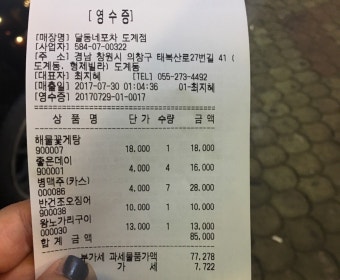 [영수증]
[매장명] 달동네포차 도계점
[사업자] 584-07-00322
[주 소] 경남 창원시 의창구 태복산로27번길 41 (
도계동, 형제빌라) 도계동
[대표자] 최지혜 [TEL] 055-273-4492
[매출일] 2017-07-30 01:04:36 01-최지혜
[영수증] 20170729-01-0017
상 품 명 단가 수량 금액
해물꽃게탕
900007 18,000 1 18,000
좋은데이
900001 4,000 4 16,000
병맥주(카스)
000086 4,000 7 28,000
반건조오징어
900038 10,000 1 10,000
왕노가리구이
000030 13,000 1 13,000
합계 금액 85,000
부가세 과세물품가액 77,278
가 세 7,722